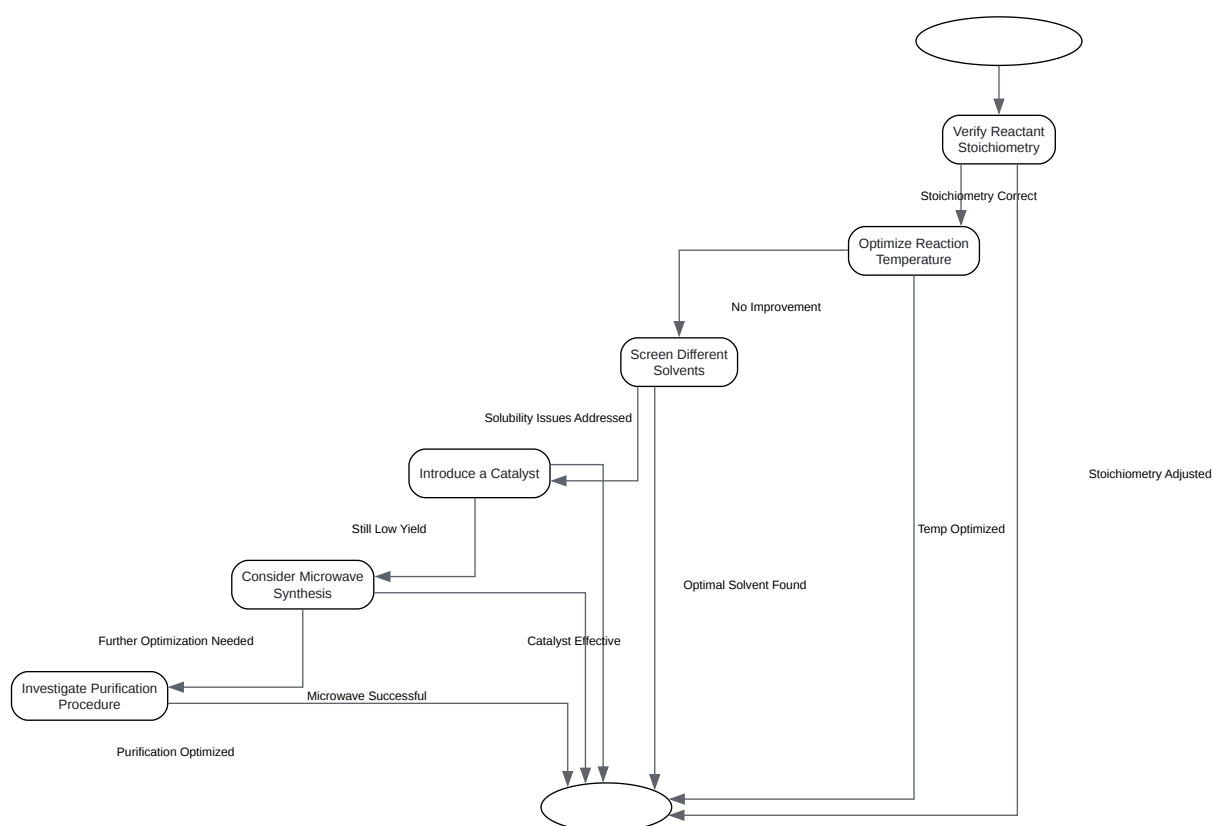 Verify Reactant
Stoichiometry
Stoichiometry Correct
Optimize Reaction
Temperature
No Improvement
Screen Different
Solvents
Solubility Issues Addressed
Introduce a Catalyst
Stoichiometry Adjusted
Still Low Yield
Temp Optimized
Consider Microwave
Synthesis
Optimal Solvent Found
Further Optimization Needed
Catalyst Effective
Investigate Purification
Procedure
Microwave Successful
Purification Optimized